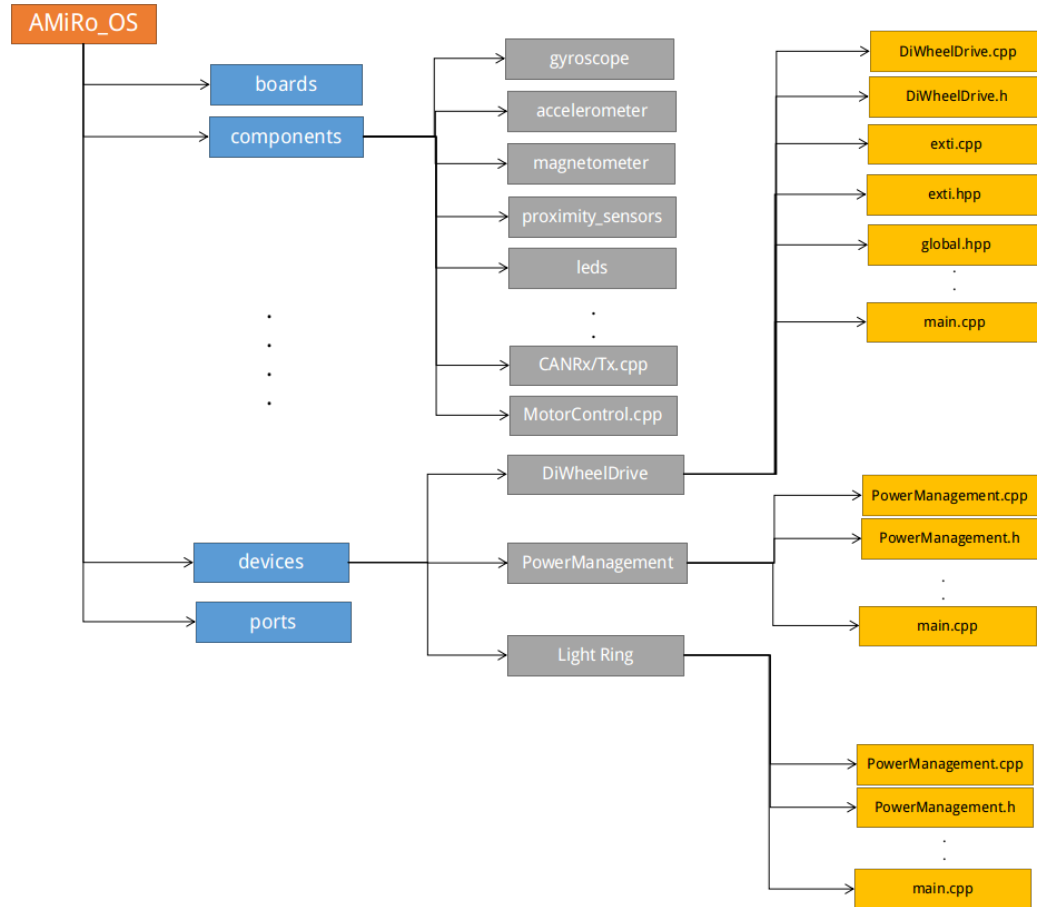 AMiRo_OS
boards
components
devices
ports
gyroscope
accelerometer
magnetometer
proximity_sensors
leds
CANRx/Tx.cpp
MotorControl.cpp
DiWheelDrive
PowerManagement
Light Ring
DiWheelDrive.cpp
DiWheelDrive.h
exti.cpp
exti.hpp
global.hpp
main.cpp
PowerManagement.cpp
PowerManagement.h
main.cpp
PowerManagement.cpp
PowerManagement.h
main.cpp